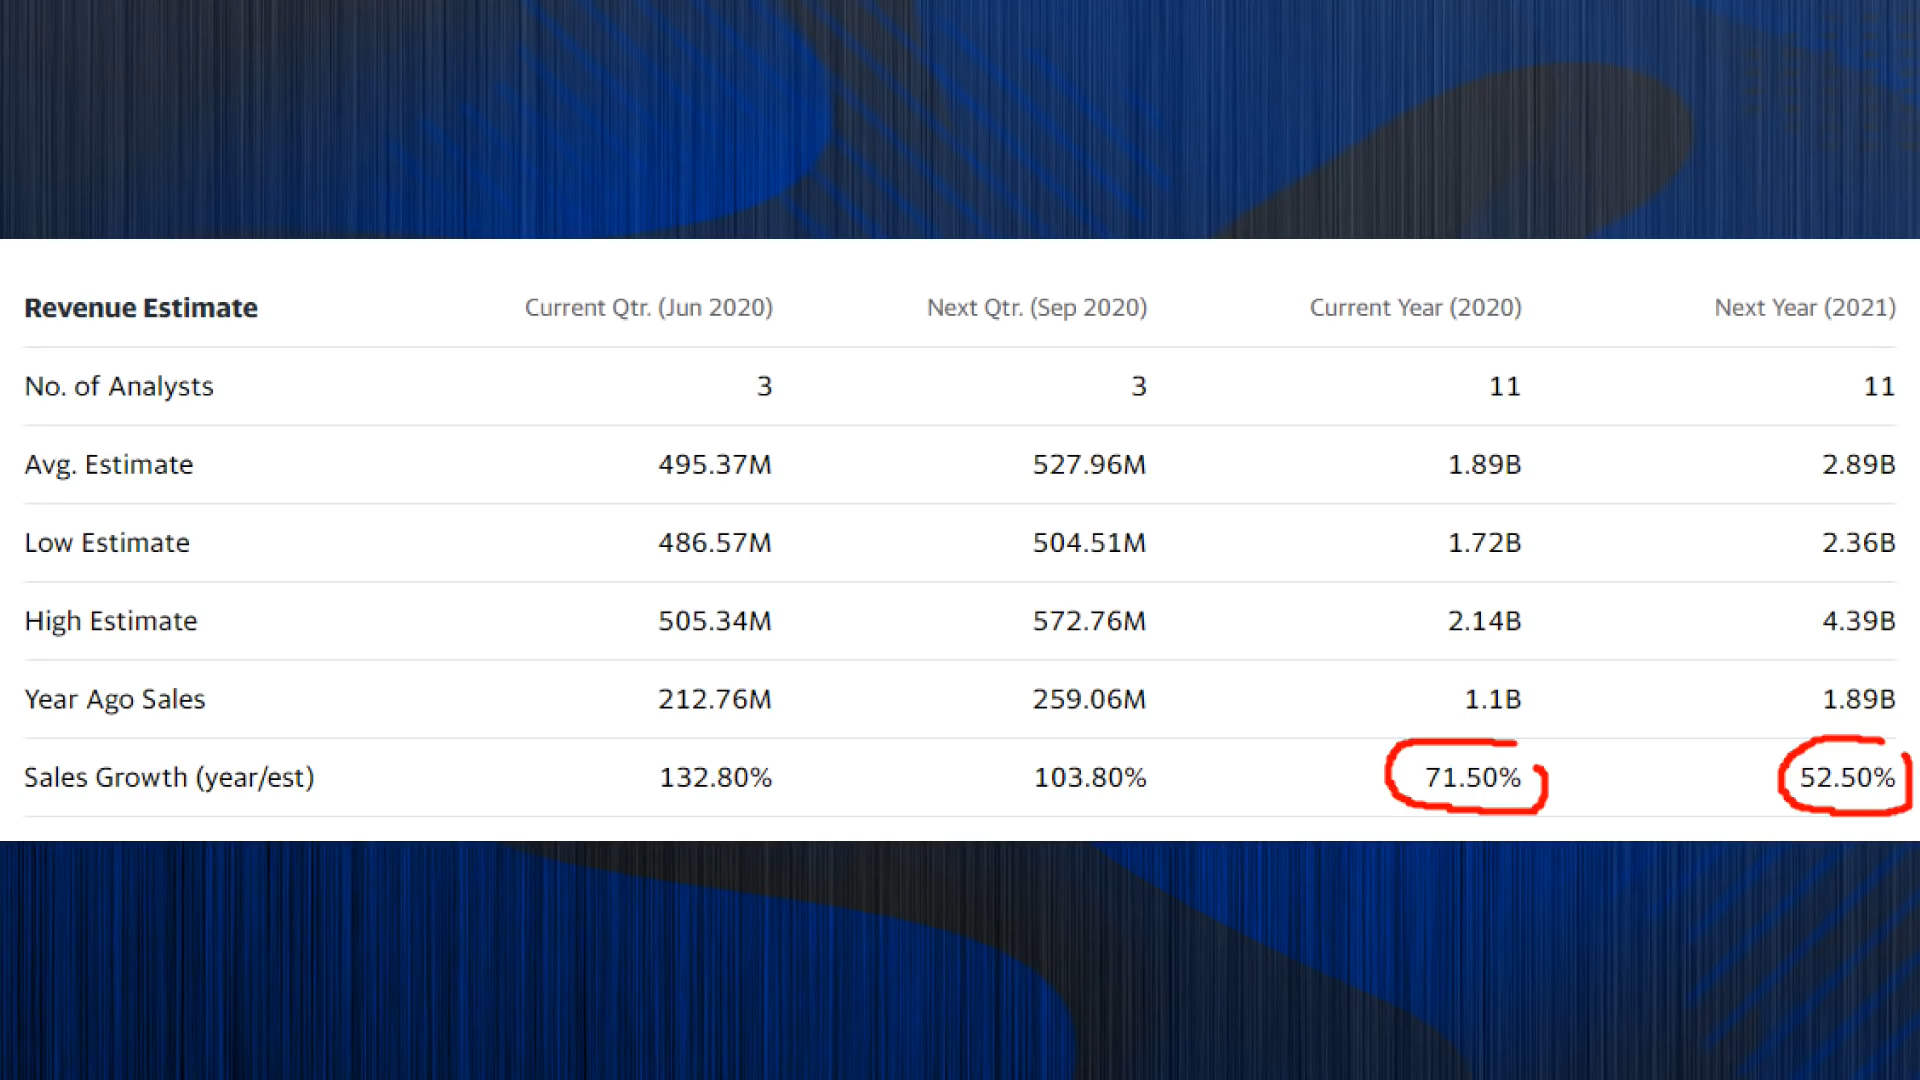 Revenue Estimate Current Qtr. (Jun 2020) Next Qtr. (Sep 2020) Current Year (2020) Next Year (2021)
No. of Analysts 3 3 11 11
Avg. Estimate 495.37M 527.96M 1.89B 2.89B
Low Estimate 486.57M 504.51M 1.72B 2.36B
High Estimate 505.34M 572.76M 2.14B 4.39B
Year Ago Sales 212.76M 259.06M 1.1B 1.89B
Sales Growth (year/est) 132.80% 103.80% 71.50% 52.50%